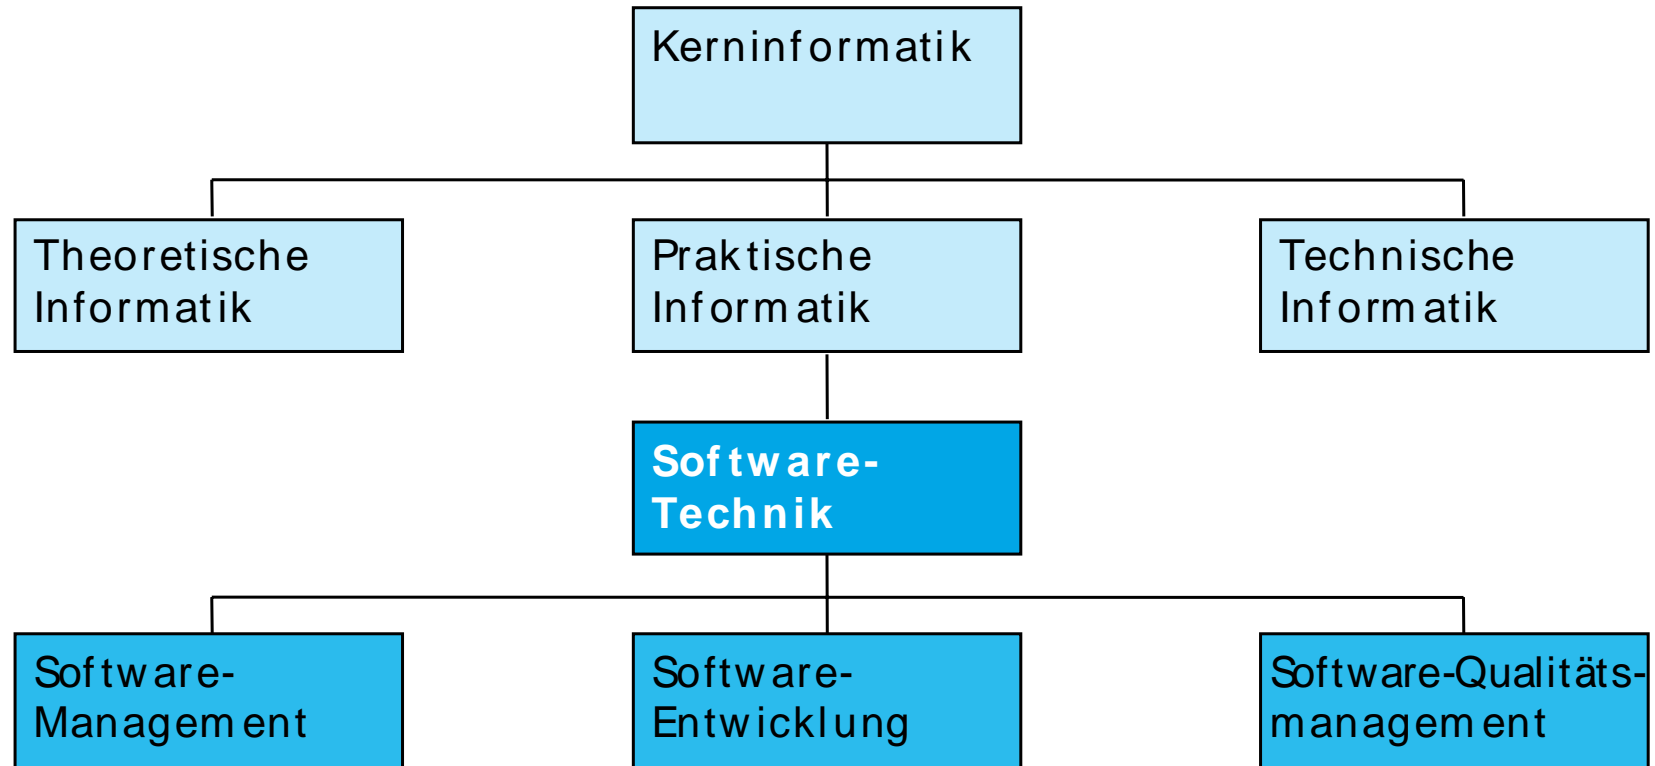 Kerninformatik
Theoretische
Informatik
Praktische
Informatik
Technische
Informatik
Software-
Technik
Software-
Management
Software-
Entwicklung
Software-Qualitäts-
management